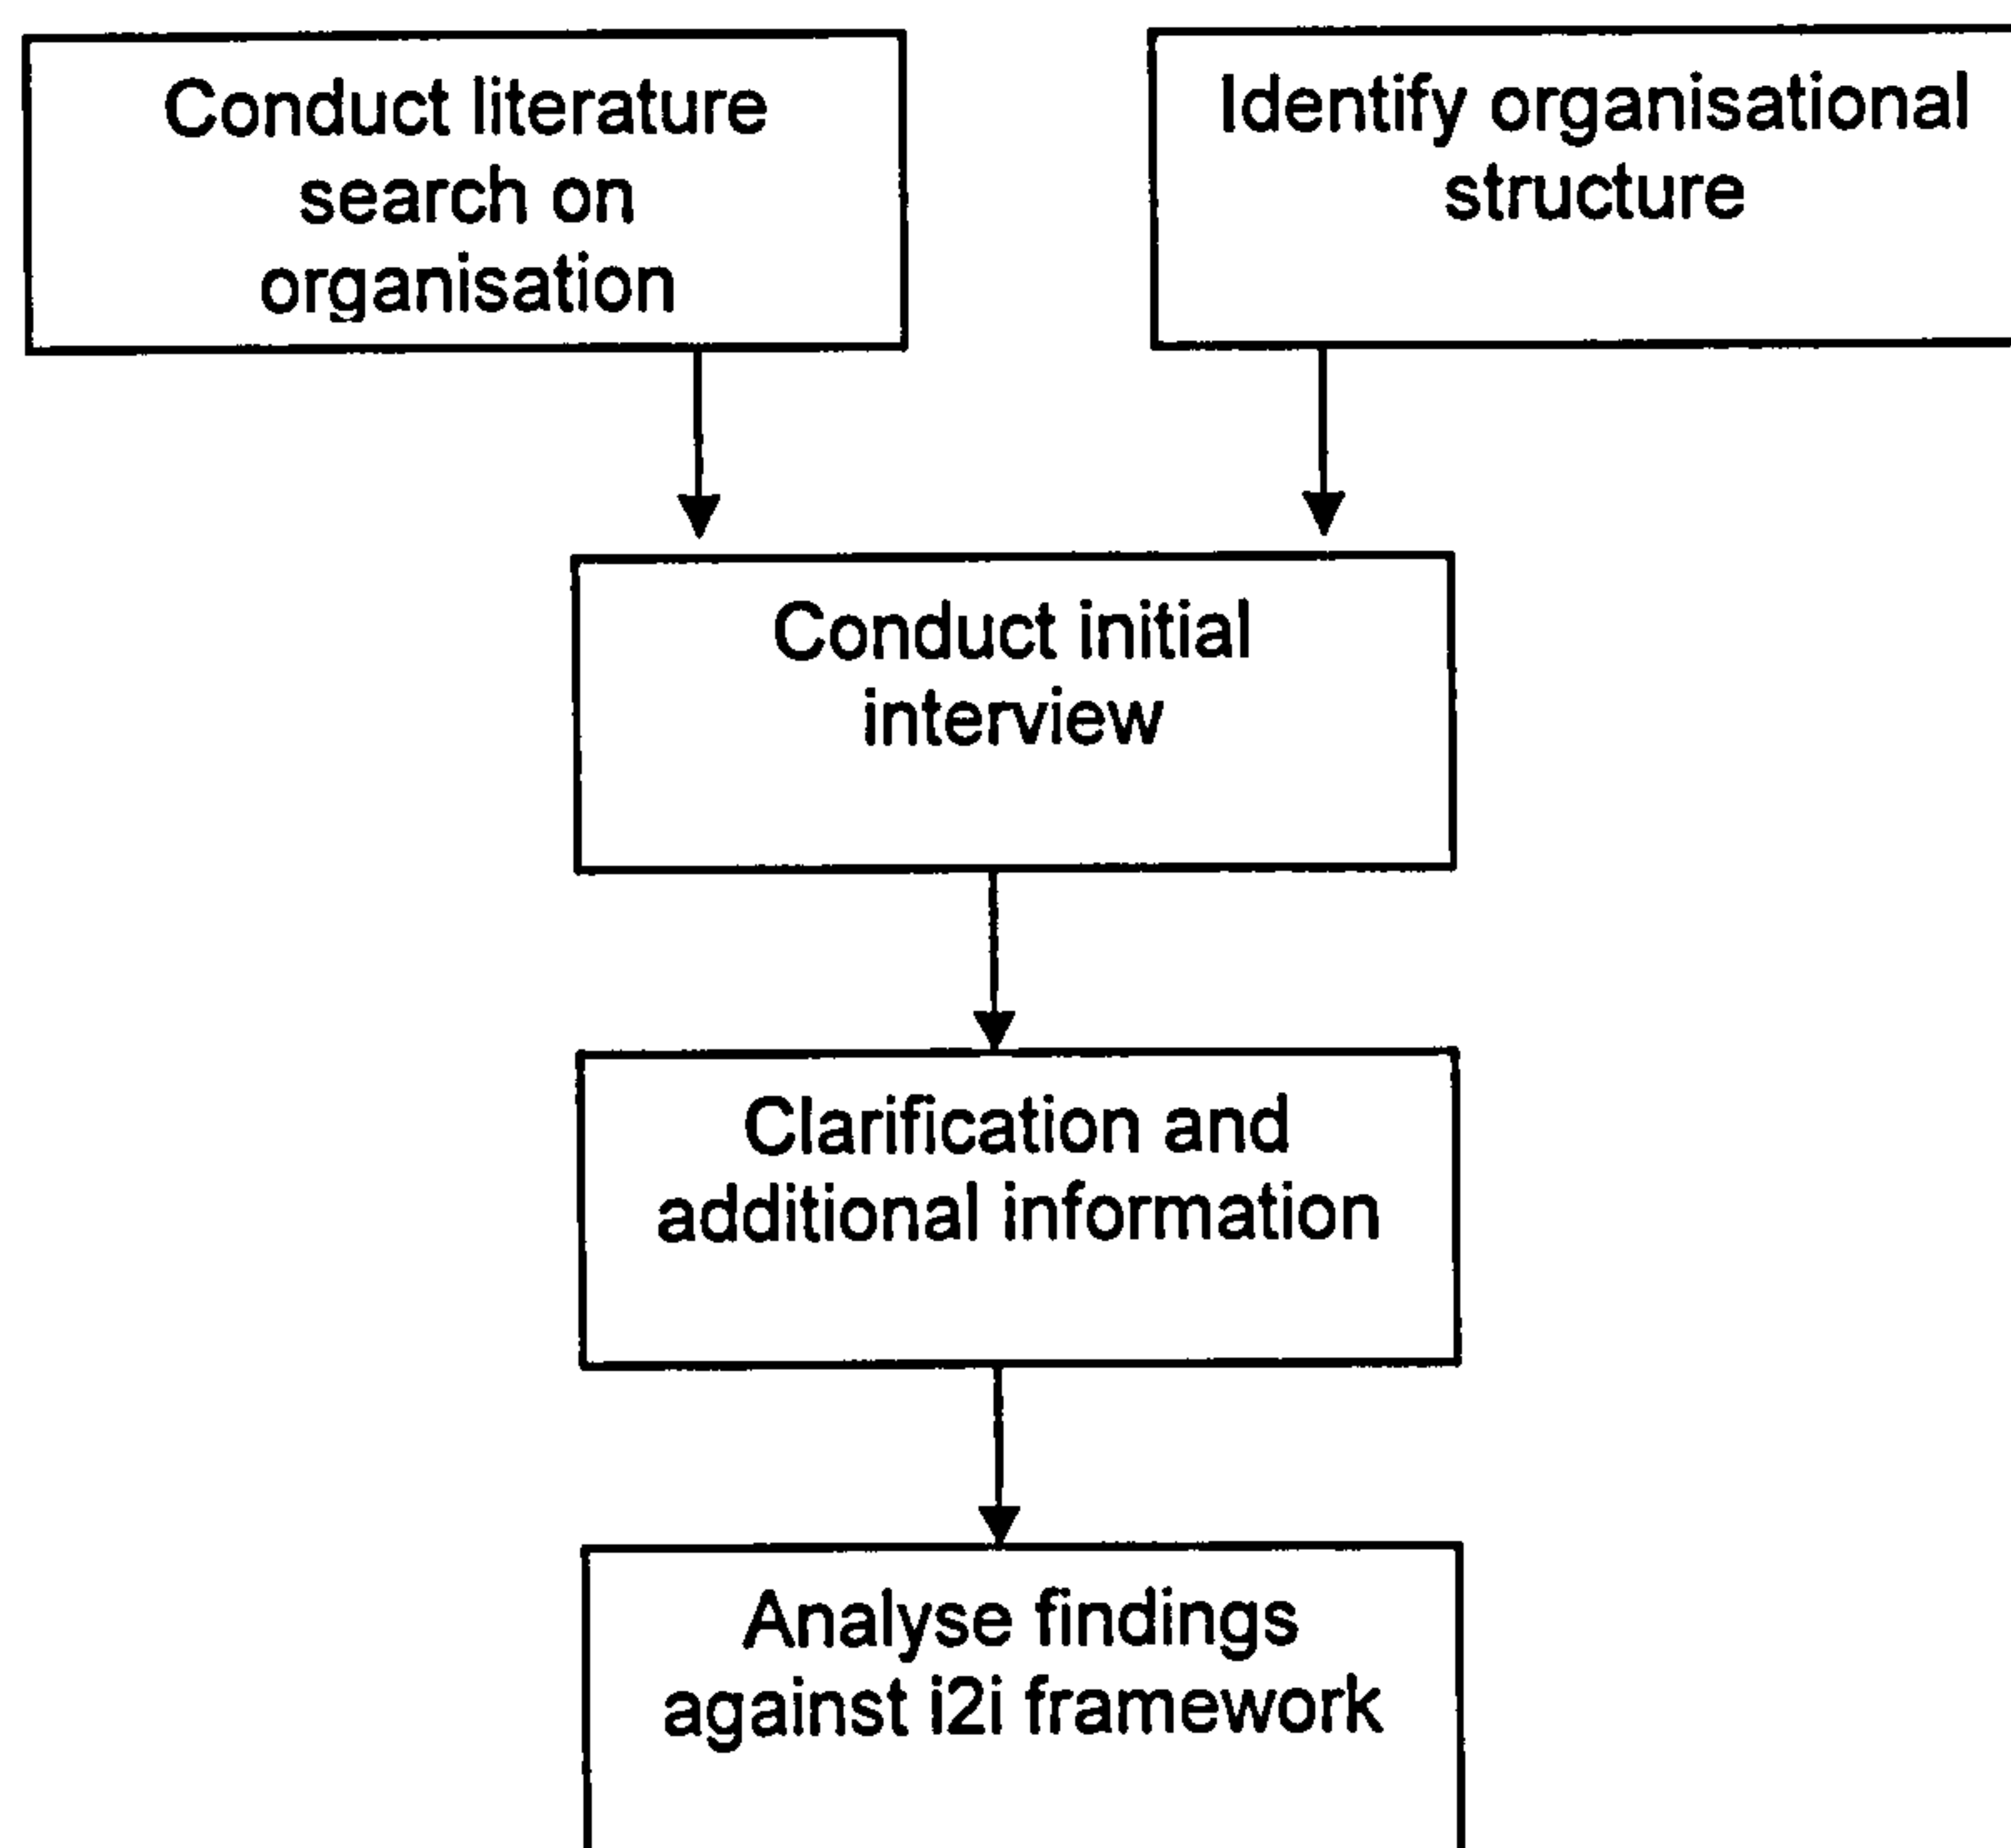 Conduct literature
search on
organisation
Identify organisational
structure
Conduct initial
interview
Clarification and
additional information
Analyse findings
against i2i framework